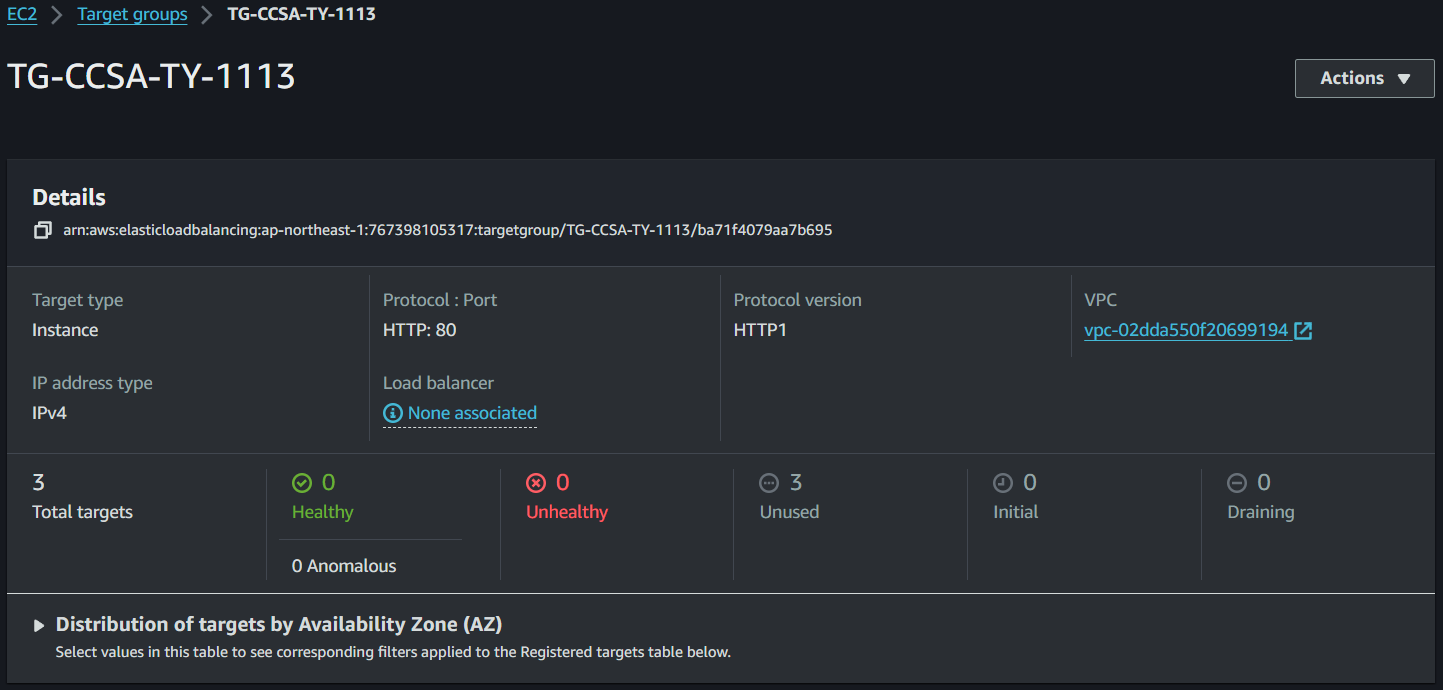 EC2 > Target groups > TG-CCSA-TY-1113
TG-CCSA-TY-1113
Actions
Details
arn:aws:elasticloadbalancing:ap-northeast-1:767398105317:targetgroup/TG-CCSA-TY-1113/ba71f4079aa7b695
Target type
Instance
Protocol : Port
HTTP: 80
Protocol version
HTTP1
VPC
vpc-02dda550f20699194
IP address type
IPv4
Load balancer
None associated
3
Total targets
0
Healthy
0 Anomalous
0
Unhealthy
3
Unused
0
Initial
0
Draining
Distribution of targets by Availability Zone (AZ)
Select values in this table to see corresponding filters applied to the Registered targets table below.